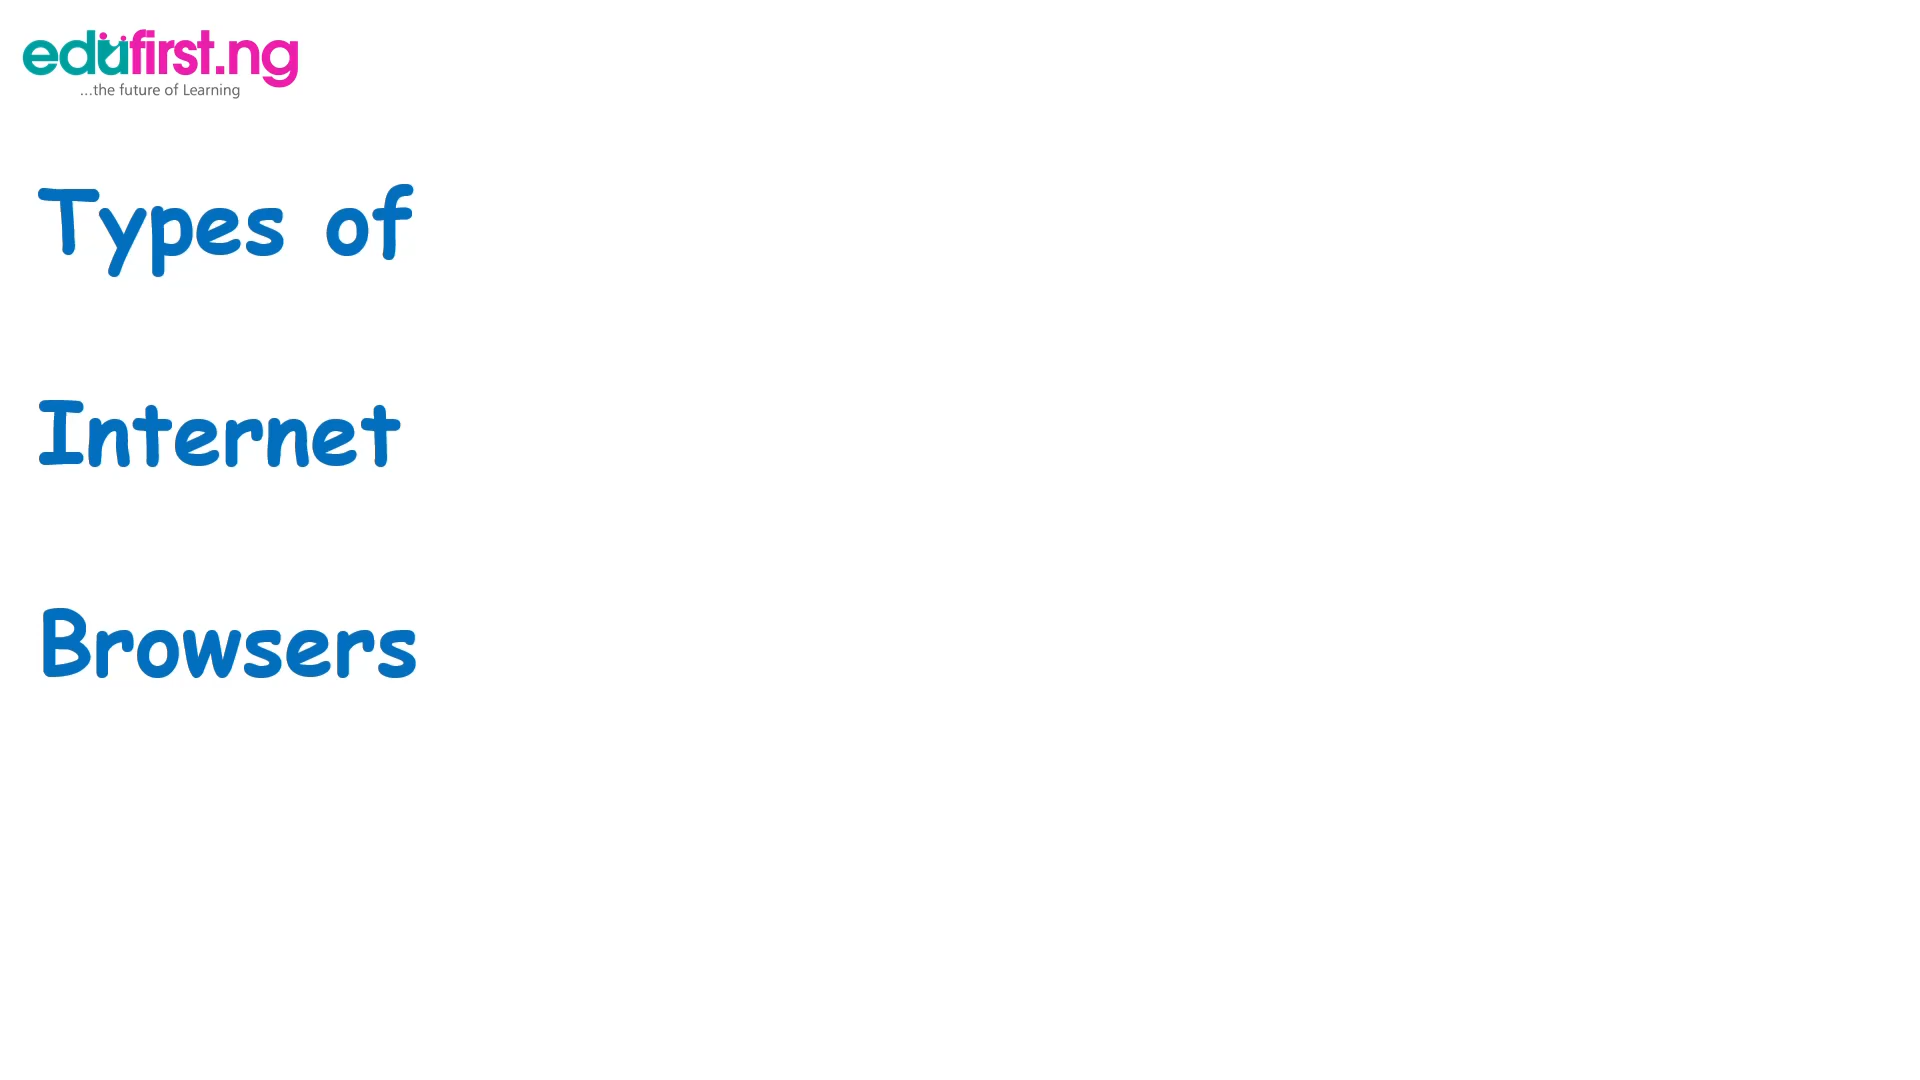 edufirst.ng
...the future of Learning
Types of
Internet
Browsers